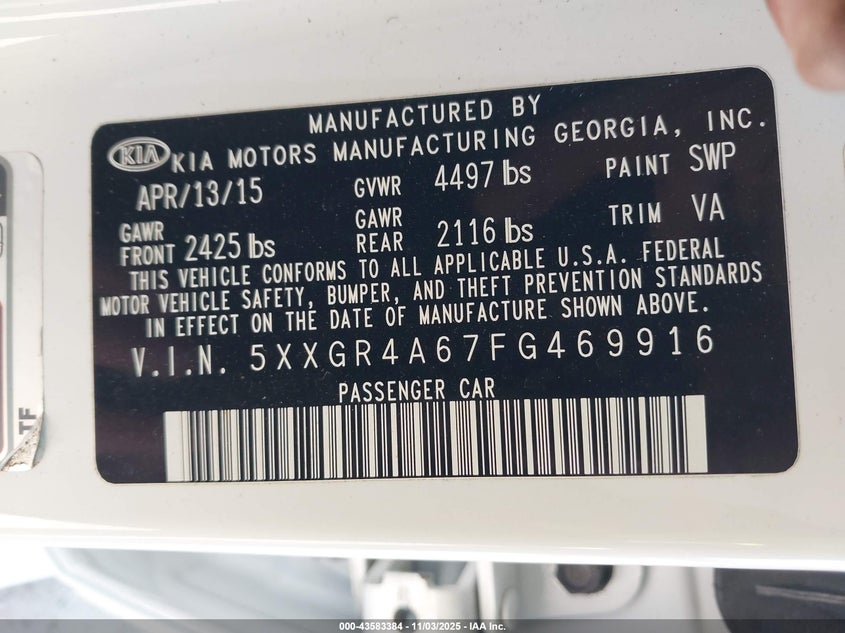 MANUFACTURED BY
KIA KIA MOTORS MANUFACTURING GEORGIA, INC.
APR/13/15 GVWR 4497 lbs PAINT SWP
GAWR FRONT 2425 lbs GAWR REAR 2116 lbs TRIM VA
THIS VEHICLE CONFORMS TO ALL APPLICABLE U.S.A. FEDERAL
MOTOR VEHICLE SAFETY, BUMPER, AND THEFT PREVENTION STANDARDS
IN EFFECT ON THE DATE OF MANUFACTURE SHOWN ABOVE.
V.I.N. 5XXGR4A67FG469916
PASSENGER CAR
TF
000-43583384 - 11/03/2025 - IAA, Inc.